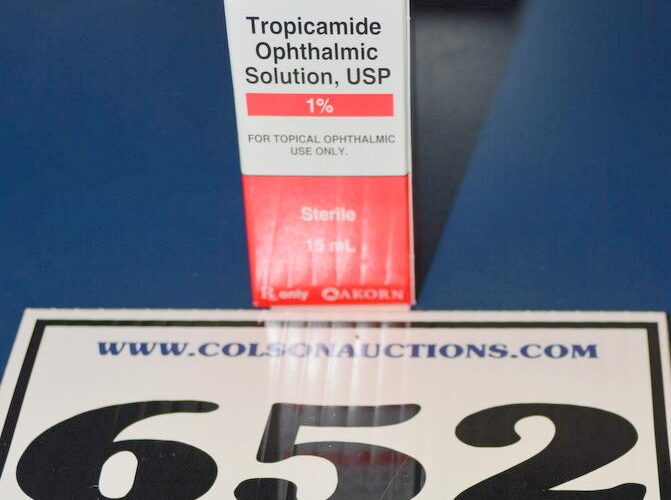 Tropicamide
Ophthalmic
Solution, USP
1%
FOR TOPICAL OPHTHALMIC
USE ONLY.
Sterile
15 mL
℞ only AKORN
WWW.COLSONAUCTIONS.COM
652